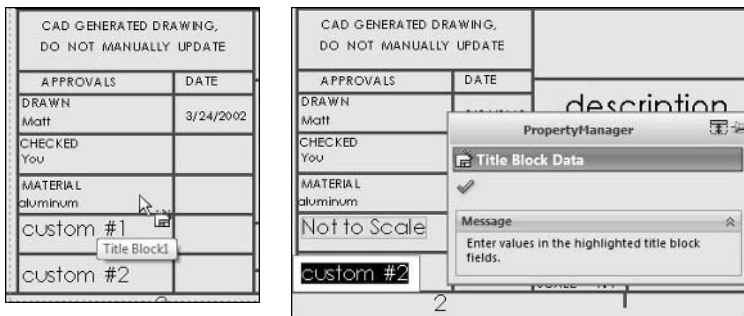 CAD GENERATED DRAWING,
DO NOT MANUALLY UPDATE
APPROVALS DATE
DRAWN
Matt 3/24/2002
CHECKED
You
MATERIAL
aluminum
custom #1
Title Block1
custom #2
CAD GENERATED DRAWING,
DO NOT MANUALLY UPDATE
APPROVALS DATE
DRAWN
Matt
CHECKED
You
MATERIAL
aluminum
Not to Scale
custom #2
2
description
PropertyManager
Title Block Data
Message
Enter values in the highlighted title block
fields.